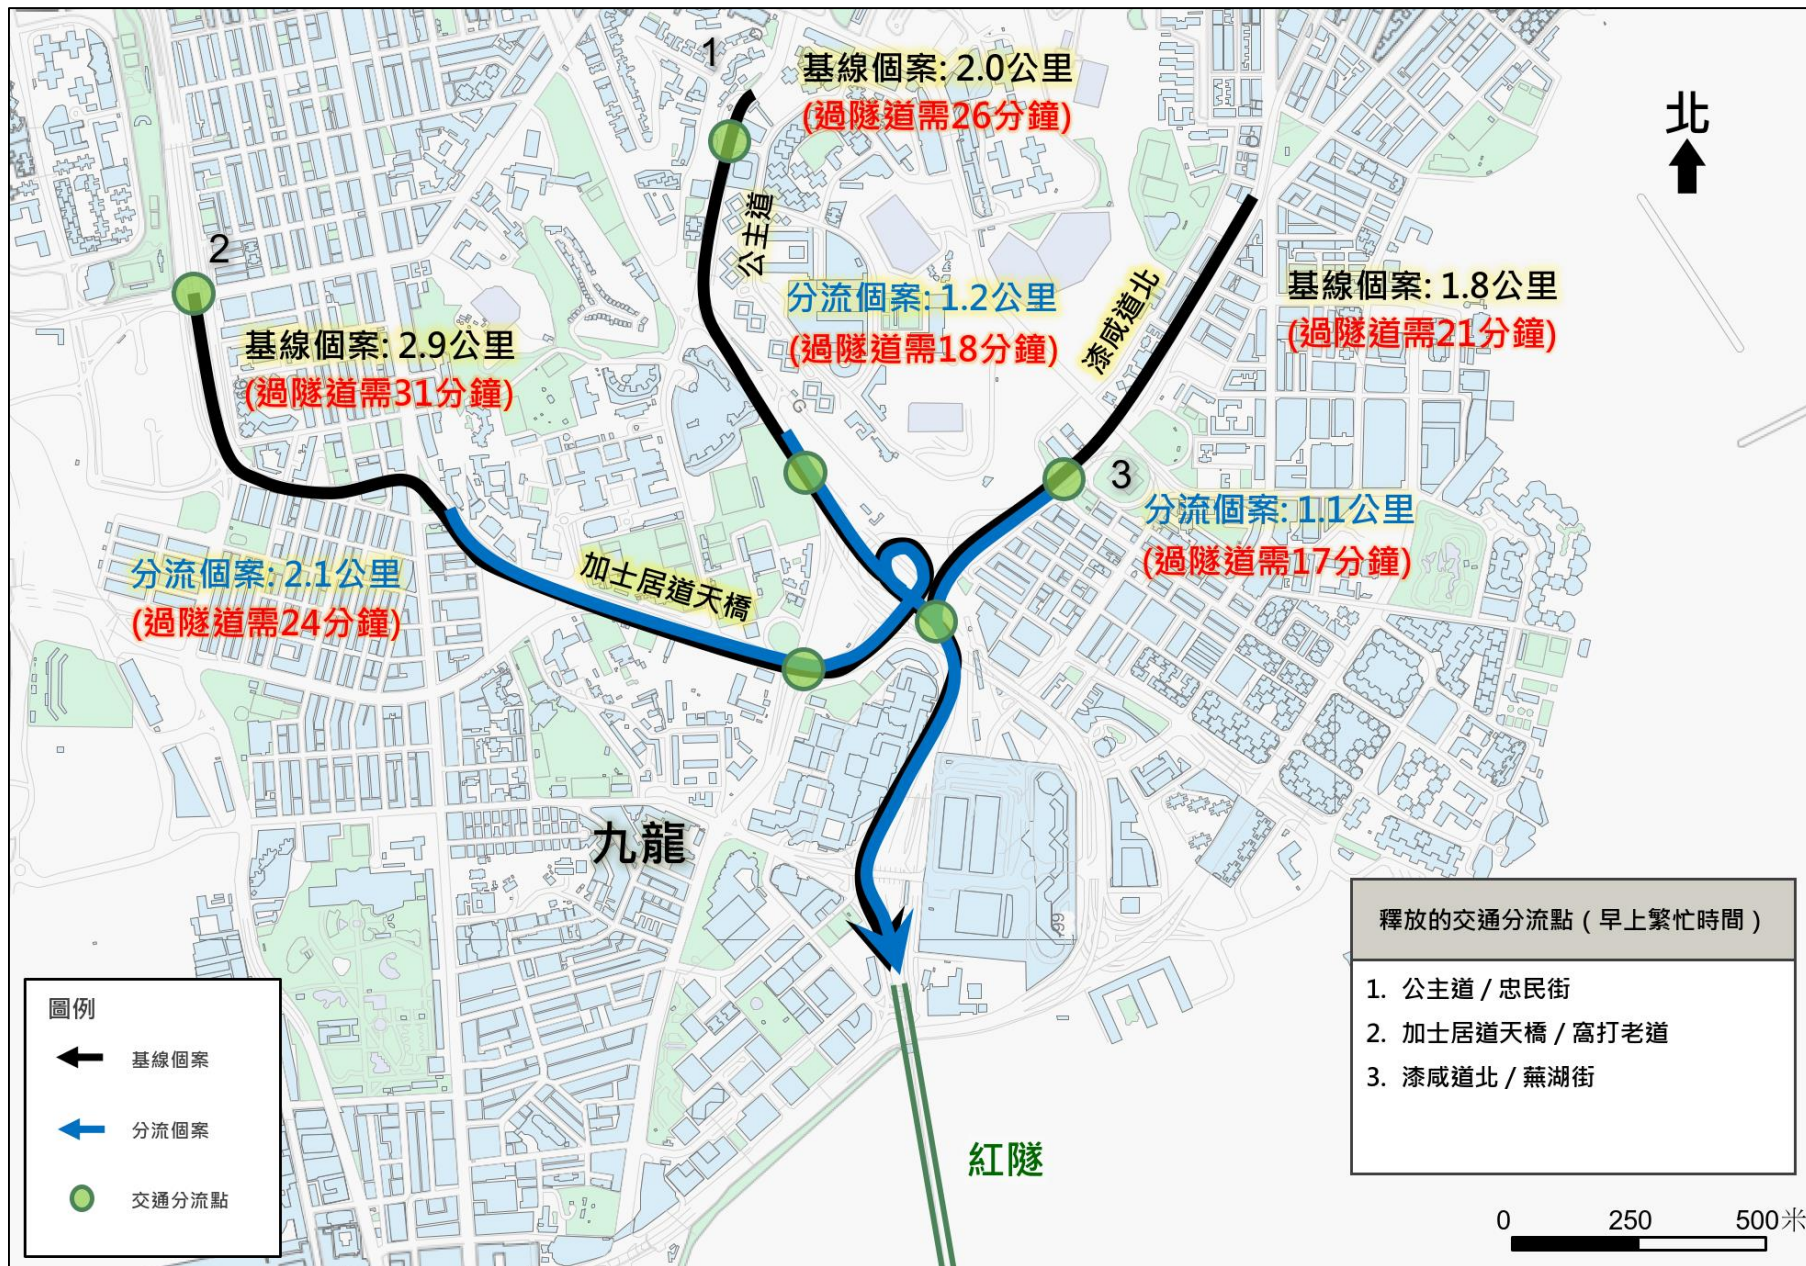 1
基線個案: 2.0公里
(過隧道需26分鐘)
北
公主道
2
分流個案: 1.2公里
(過隧道需18分鐘)
漆咸道北
基線個案: 1.8公里
(過隧道需21分鐘)
基線個案: 2.9公里
(過隧道需31分鐘)
3
分流個案: 1.1公里
(過隧道需17分鐘)
分流個案: 2.1公里
(過隧道需24分鐘)
加士居道天橋
九龍
釋放的交通分流點 ( 早上繁忙時間 )
1. 公主道 / 忠民街
2. 加士居道天橋 / 窩打老道
3. 漆咸道北 / 蕪湖街
圖例
基線個案
分流個案
交通分流點
紅隧
0 250 500米